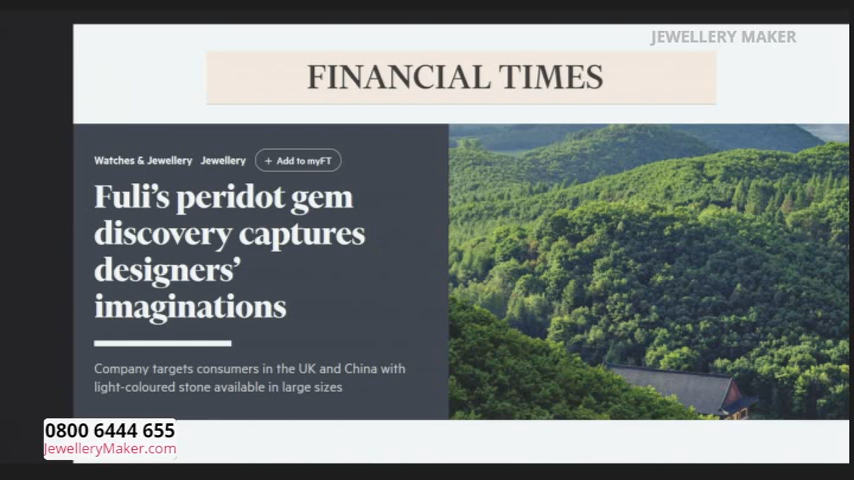 JEWELLERY MAKER
FINANCIAL TIMES
Watches & Jewellery Jewellery + Add to myFT
Fuli's peridot gem
discovery captures
designers'
imaginations
Company targets consumers in the UK and China with
light-coloured stone available in large sizes
0800 6444 655
JewelleryMaker.com